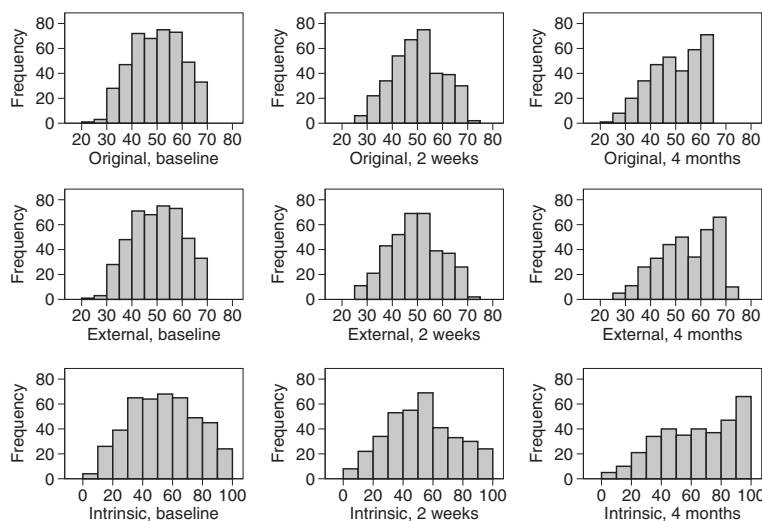 Frequency
80
60
40
20
0
20 30 40 50 60 70 80
Original, baseline
Frequency
80
60
40
20
0
20 30 40 50 60 70 80
Original, 2 weeks
Frequency
80
60
40
20
0
20 30 40 50 60 70 80
Original, 4 months
Frequency
80
60
40
20
0
20 30 40 50 60 70 80
External, baseline
Frequency
80
60
40
20
0
20 30 40 50 60 70 80
External, 2 weeks
Frequency
80
60
40
20
0
20 30 40 50 60 70 80
External, 4 months
Frequency
80
60
40
20
0
0 20 40 60 80 100
Intrinsic, baseline
Frequency
80
60
40
20
0
0 20 40 60 80 100
Intrinsic, 2 weeks
Frequency
80
60
40
20
0
0 20 40 60 80 100
Intrinsic, 4 months